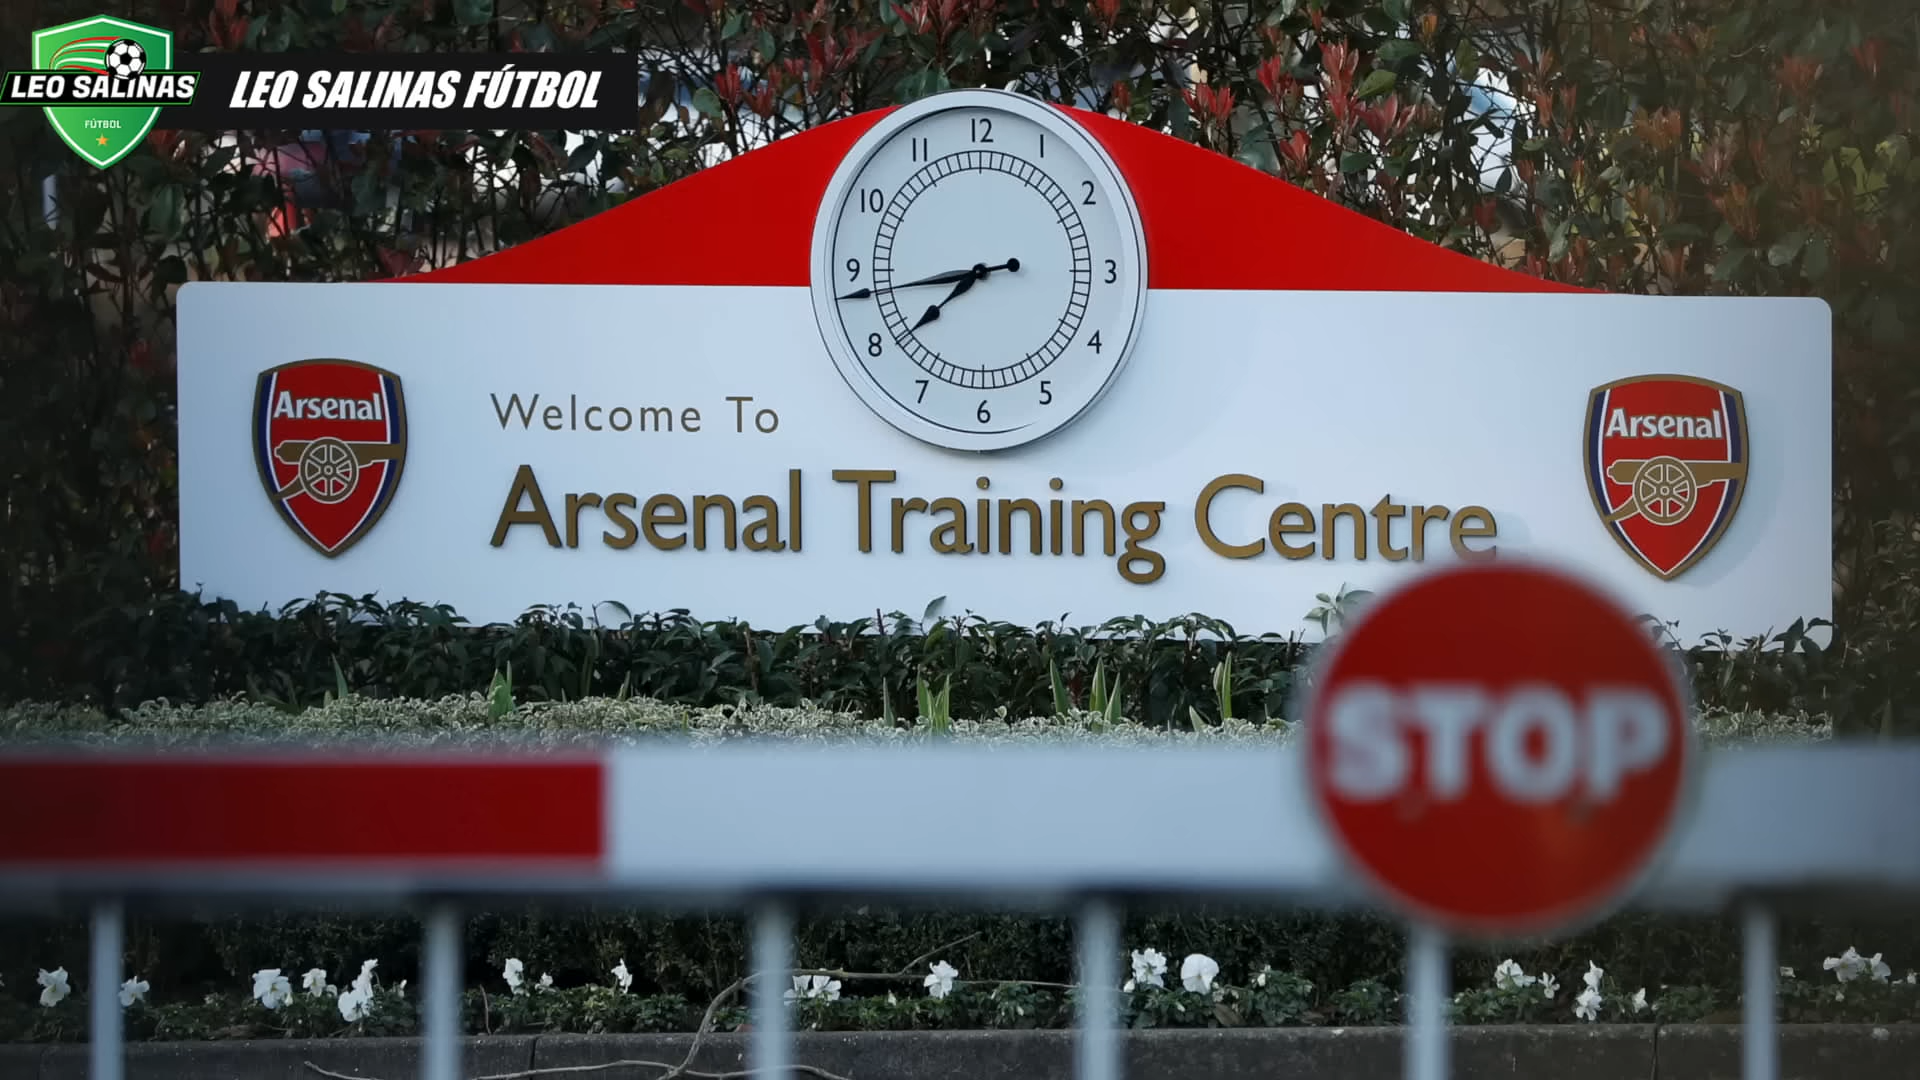 LEO SALINAS
FÚTBOL
LEO SALINAS FÚTBOL
12
11
1
10
2
9
3
8
4
7
5
6
Arsenal
Welcome To
Arsenal Training Centre
Arsenal
STOP